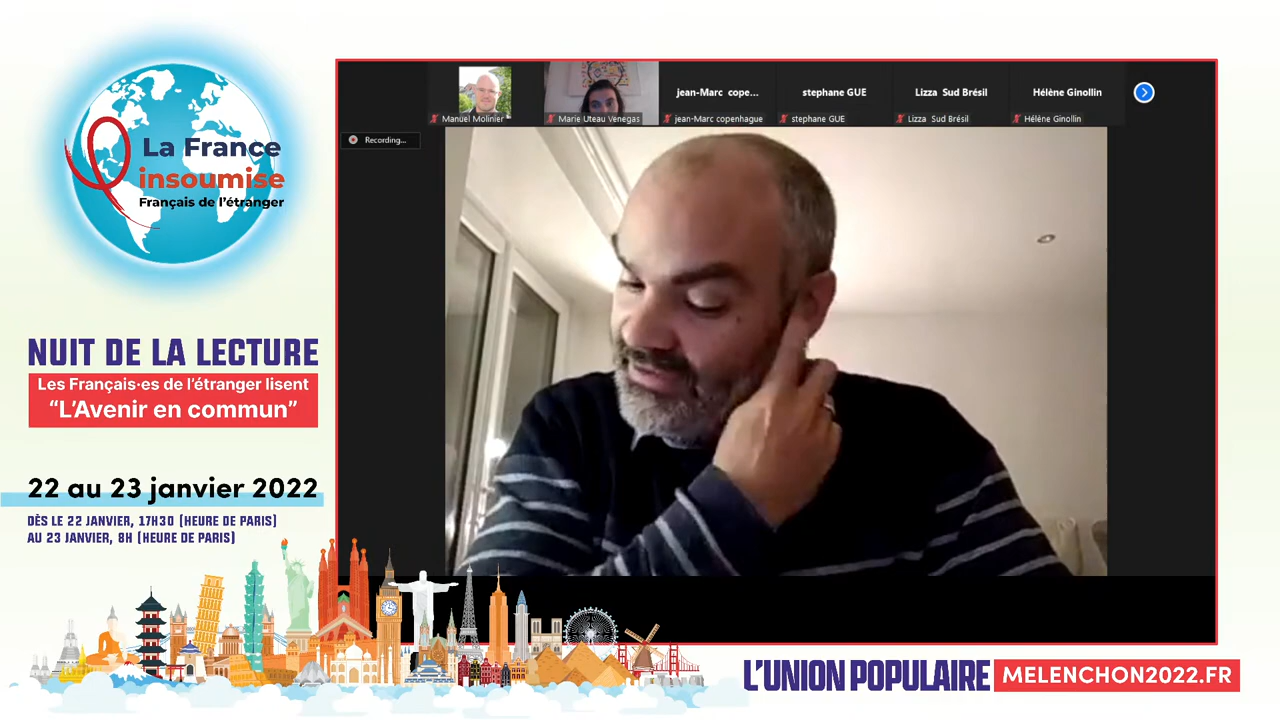 La France
insoumise
Français de l'étranger
NUIT DE LA LECTURE
Les Français·es de l'étranger lisent
“L'Avenir en commun”
22 au 23 janvier 2022
DÈS LE 22 JANVIER, 17H30 (HEURE DE PARIS)
AU 23 JANVIER, 8H (HEURE DE PARIS)
jean-Marc cope...
stephane GUE
Lizza Sud Brésil
Hélène Ginollin
Manuel Molinier
Marie Uteau Venegas
jean-Marc copenhague
stephane GUE
Lizza Sud Brésil
Hélène Ginollin
Recording...
L'UNION POPULAIRE
MELENCHON2022.FR